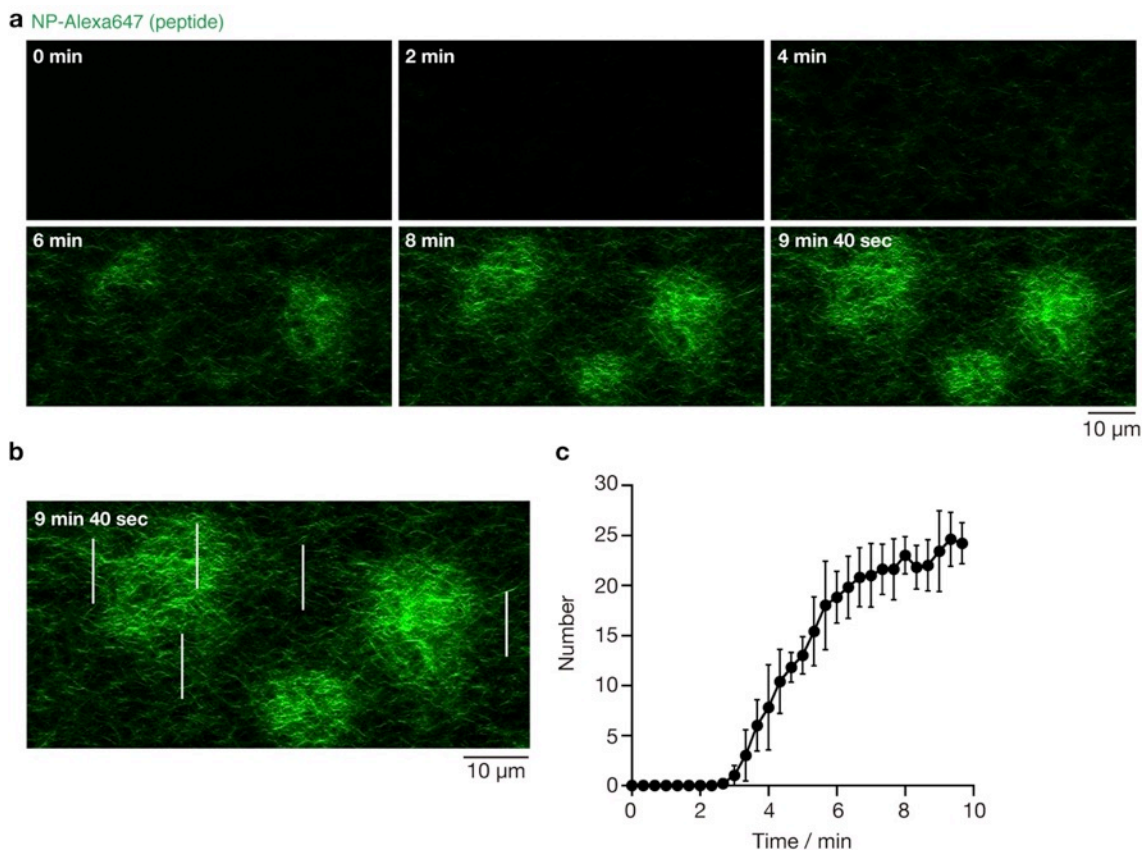 a NP-Alexa647 (peptide)
0 min
2 min
4 min
6 min
8 min
9 min 40 sec
10 µm
b
9 min 40 sec
10 µm
c
30
25
20
15
10
5
0
Number
0 2 4 6 8 10
Time / min